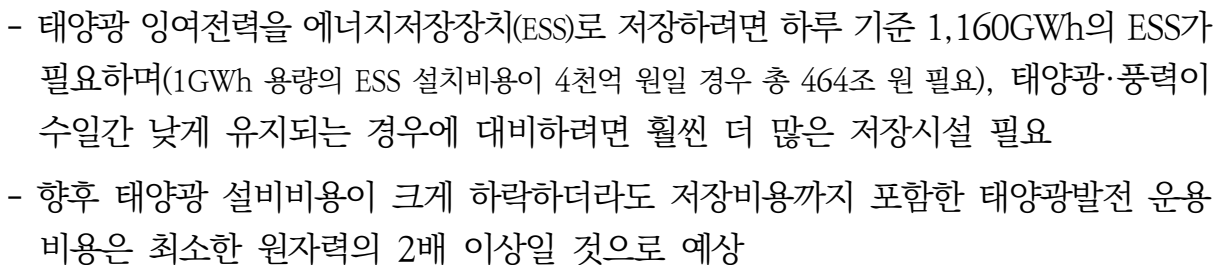 - 태양광 잉여전력을 에너지저장장치(ESS)로 저장하려면 하루 기준 1,160GWh의 ESS가
필요하며(1GWh 용량의 ESS 설치비용이 4천억 원일 경우 총 464조 원 필요), 태양광·풍력이
수일간 낮게 유지되는 경우에 대비하려면 훨씬 더 많은 저장시설 필요
- 향후 태양광 설비비용이 크게 하락하더라도 저장비용까지 포함한 태양광발전 운용
비용은 최소한 원자력의 2배 이상일 것으로 예상